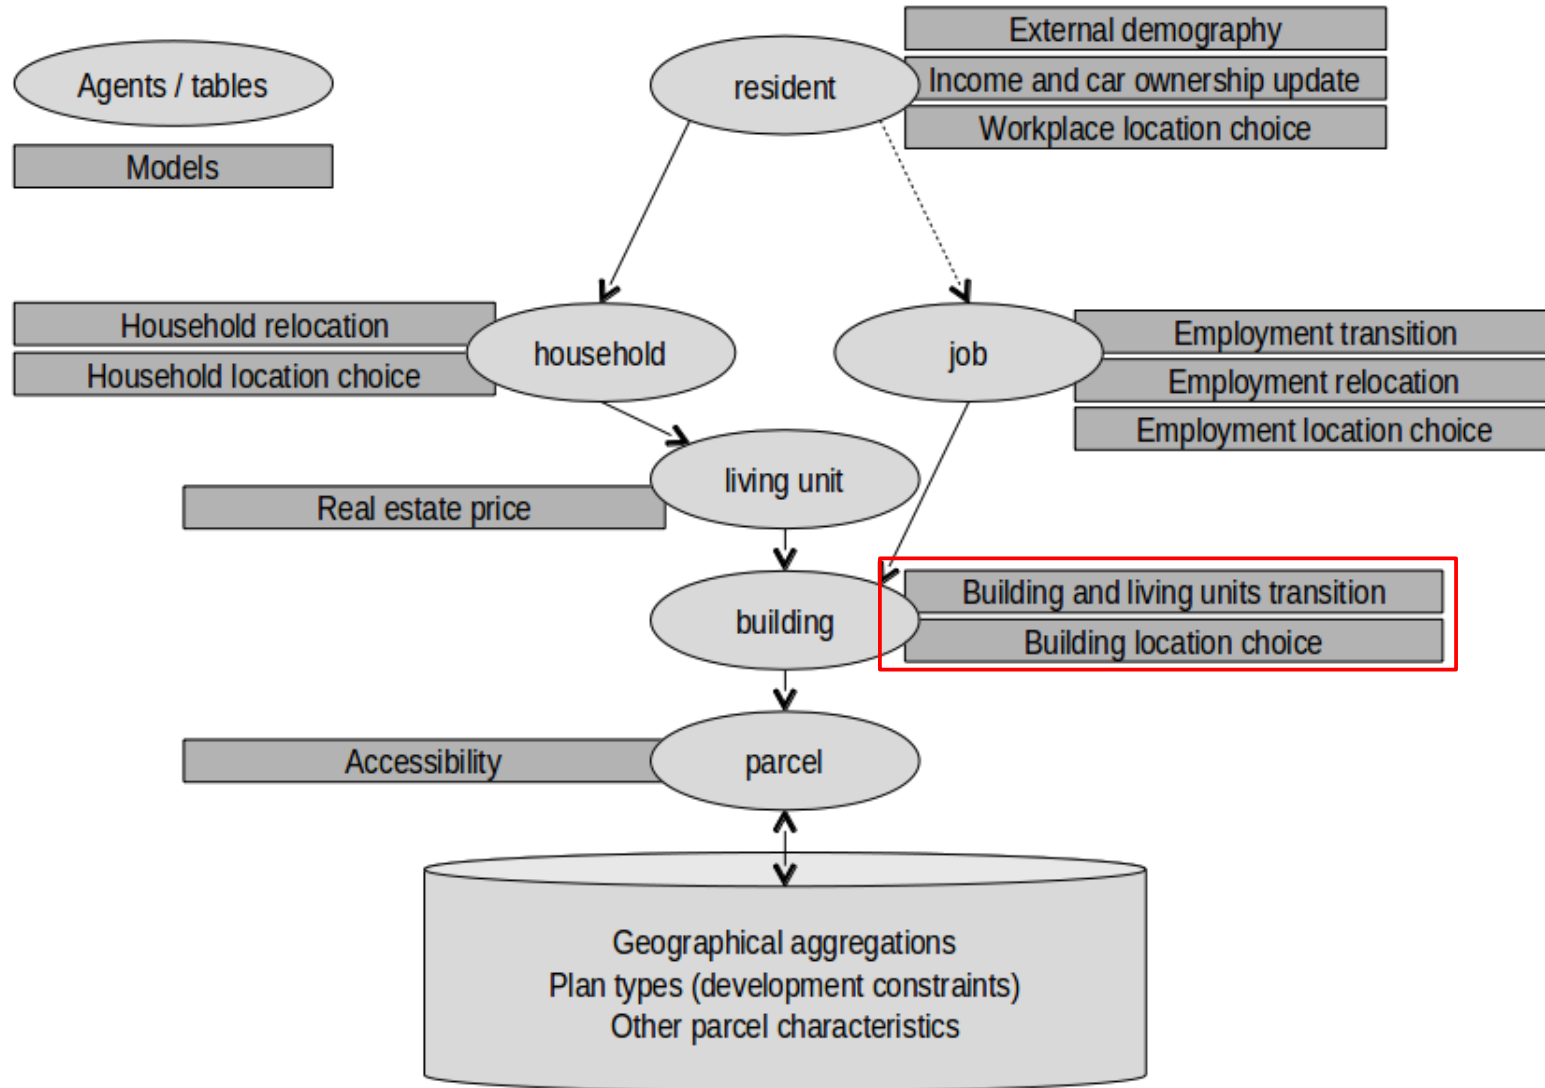 Agents / tables
Models
resident
External demography
Income and car ownership update
Workplace location choice
Household relocation
Household location choice
household
job
Employment transition
Employment relocation
Employment location choice
living unit
Real estate price
building
Building and living units transition
Building location choice
Accessibility
parcel
Geographical aggregations
Plan types (development constraints)
Other parcel characteristics